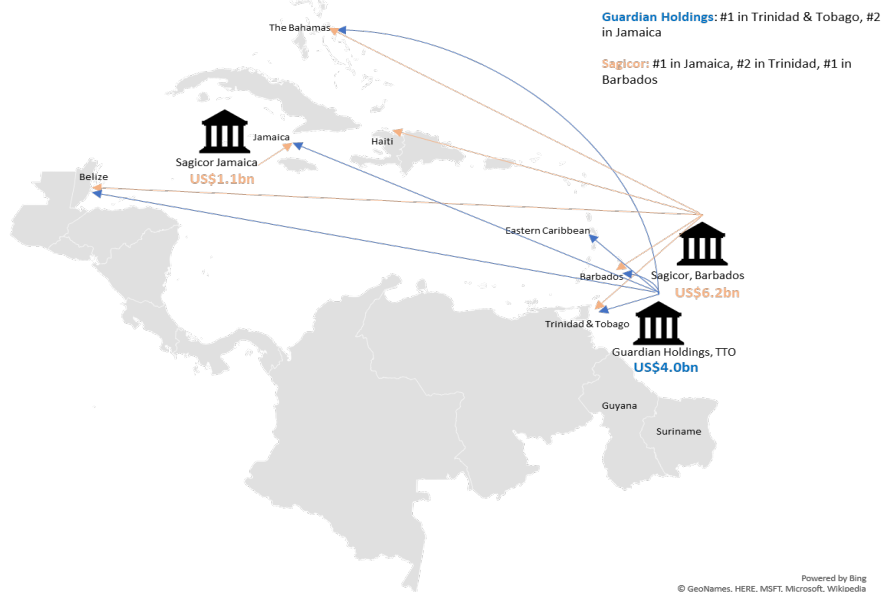 Guardian Holdings: #1 in Trinidad & Tobago, #2
in Jamaica
Sagicor: #1 in Jamaica, #2 in Trinidad, #1 in
Barbados
The Bahamas
Jamaica
Haiti
Sagicor Jamaica
US$1.1bn
Belize
Eastern Caribbean
Barbados
Sagicor, Barbados
US$6.2bn
Trinidad & Tobago
Guardian Holdings, TTO
US$4.0bn
Guyana
Suriname
Powered by Bing
© GeoNames, HERE, MSFT, Microsoft, Wikipedia